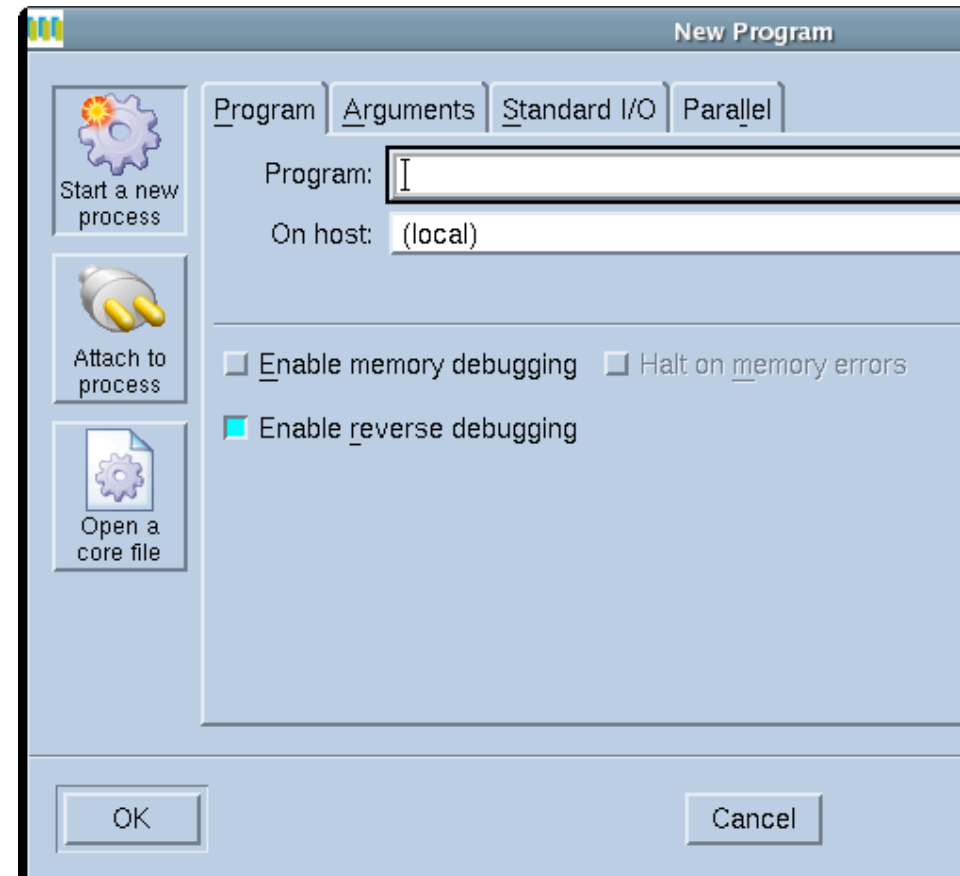 New Program
Start a new
process
Attach to
process
Open a
core file
Program Arguments Standard I/O Parallel
Program:
On host: (local)
Enable memory debugging Halt on memory errors
Enable reverse debugging
OK Cancel